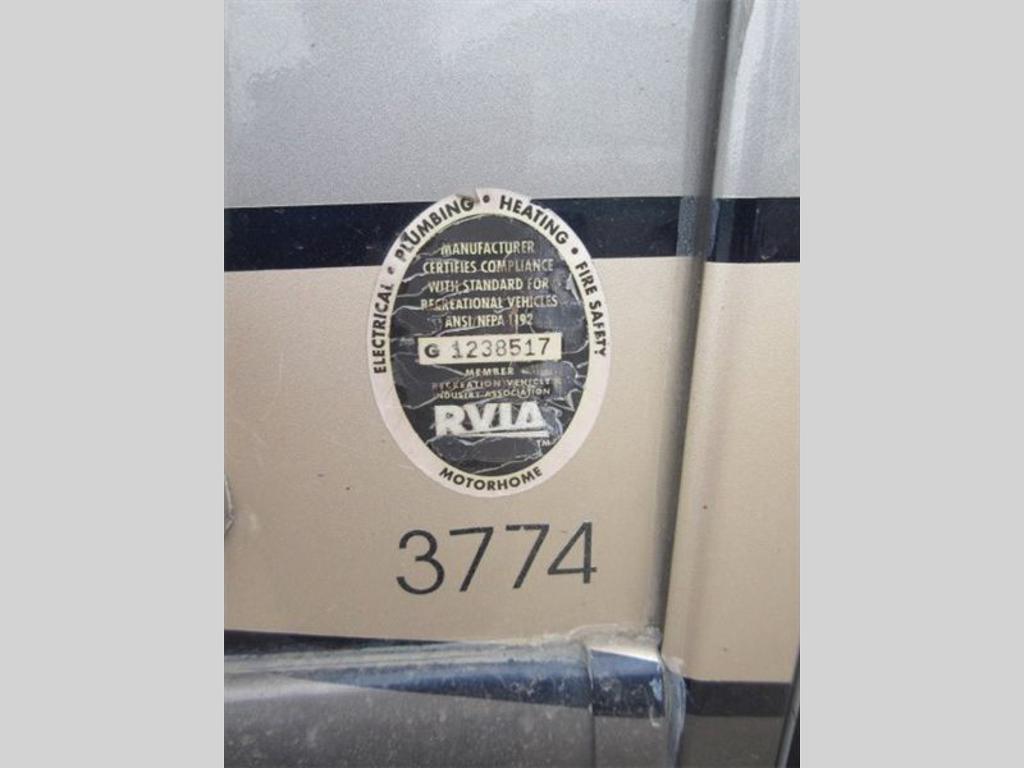 ELECTRICAL • PLUMBING • HEATING • FIRE SAFETY
MANUFACTURER
CERTIFIES COMPLIANCE
WITH STANDARD FOR
RECREATIONAL VEHICLES
ANSI/NFPA 1192
G 1238517
MEMBER
RECREATION VEHICLE
INDUSTRY ASSOCIATION
RVIA
TM
MOTORHOME
3774